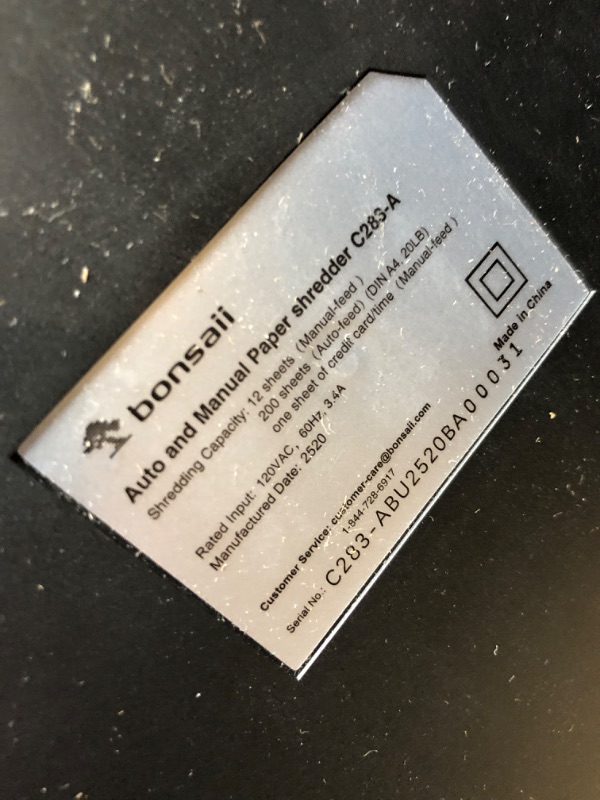 bonsaii
Auto and Manual Paper shredder C283-A
Shredding Capacity: 12 sheets (Manual-feed)
200 sheets (Auto-feed) (DIN A4, 20LB)
one sheet of credit card/time (Manual-feed)
Rated Input: 120VAC, 60Hz, 3.4A
Manufactured Date: 2520
Made in China
Customer Service: customer-care@bonsaii.com
1-844-728-6917
Serial No.: C283-ABU2520BA00031